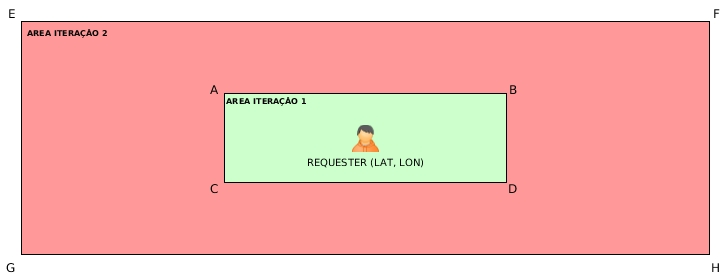 E F
AREA ITERAÇÃO 2
A B
AREA ITERAÇÃO 1
REQUESTER (LAT, LON)
C D
G H